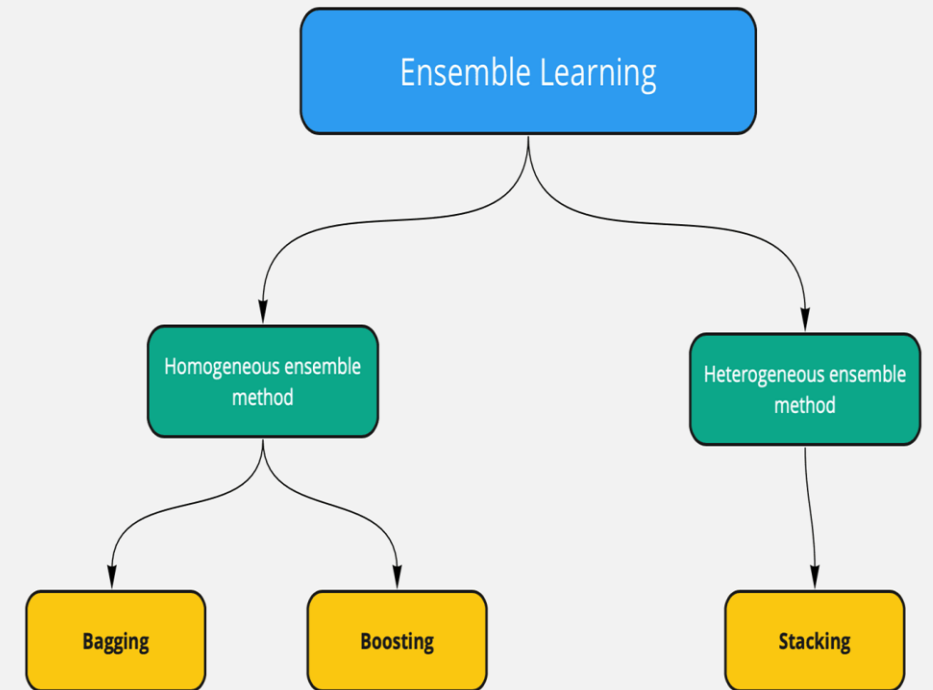 Ensemble Learning
Homogeneous ensemble
method
Heterogeneous ensemble
method
Bagging
Boosting
Stacking